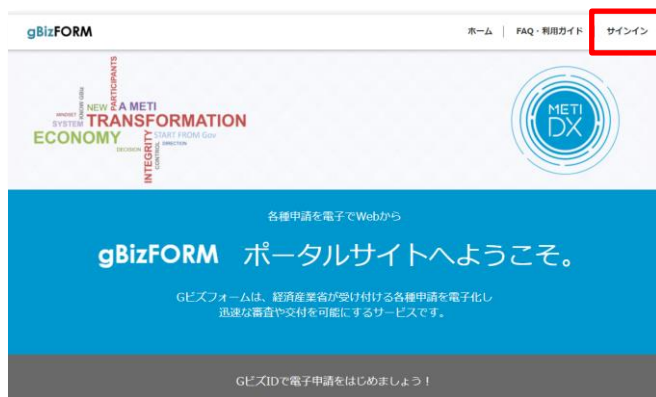 gBizFORM
ホーム
FAQ・利用ガイド
サインイン
PARTICIPANTS
KNOW GBiz
MINDSET
NEW
A METI
SYSTEM
TRANSFORMATION
ECONOMY
START FROM Gov
DECISION
DIRECTION
INTEGRITY
CONTROL
METI
DX
各種申請を電子でWebから
gBizFORM ポータルサイトへようこそ。
Gビズフォームは、経済産業省が受け付ける各種申請を電子化し
迅速な審査や交付を可能にするサービスです。
GビズIDで電子申請をはじめましょう！